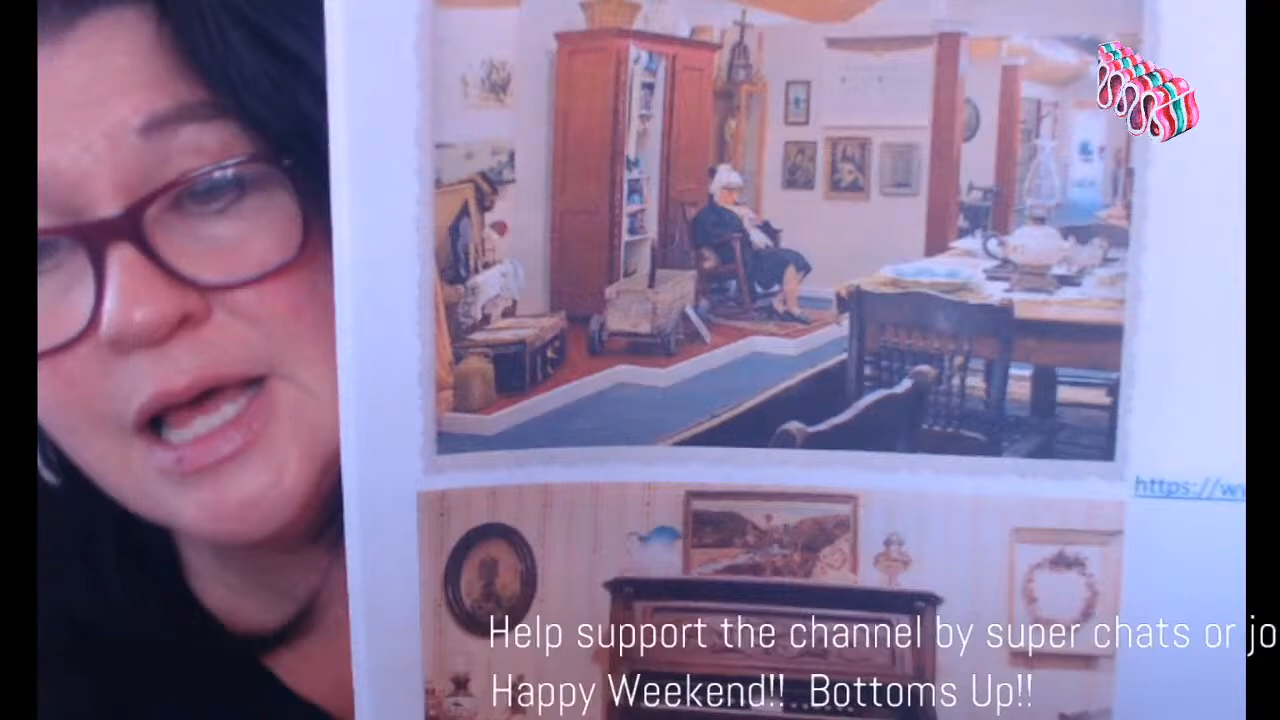 https://w
Help support the channel by super chats or jo
Happy Weekend!! Bottoms Up!!